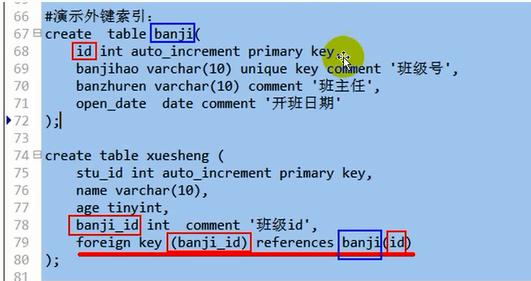 66 #演示外键索引:
67 create table banji(
68 id int auto_increment primary key,
69 banjihao varchar(10) unique key comment '班级号',
70 banzhuren varchar(10) comment '班主任',
71 open_date date comment '开班日期'
72 );
73
74 create table xuesheng (
75 stu_id int auto_increment primary key,
76 name varchar(10),
77 age tinyint,
78 banji_id int comment '班级id',
79 foreign key (banji_id) references banji(id)
80 );
81